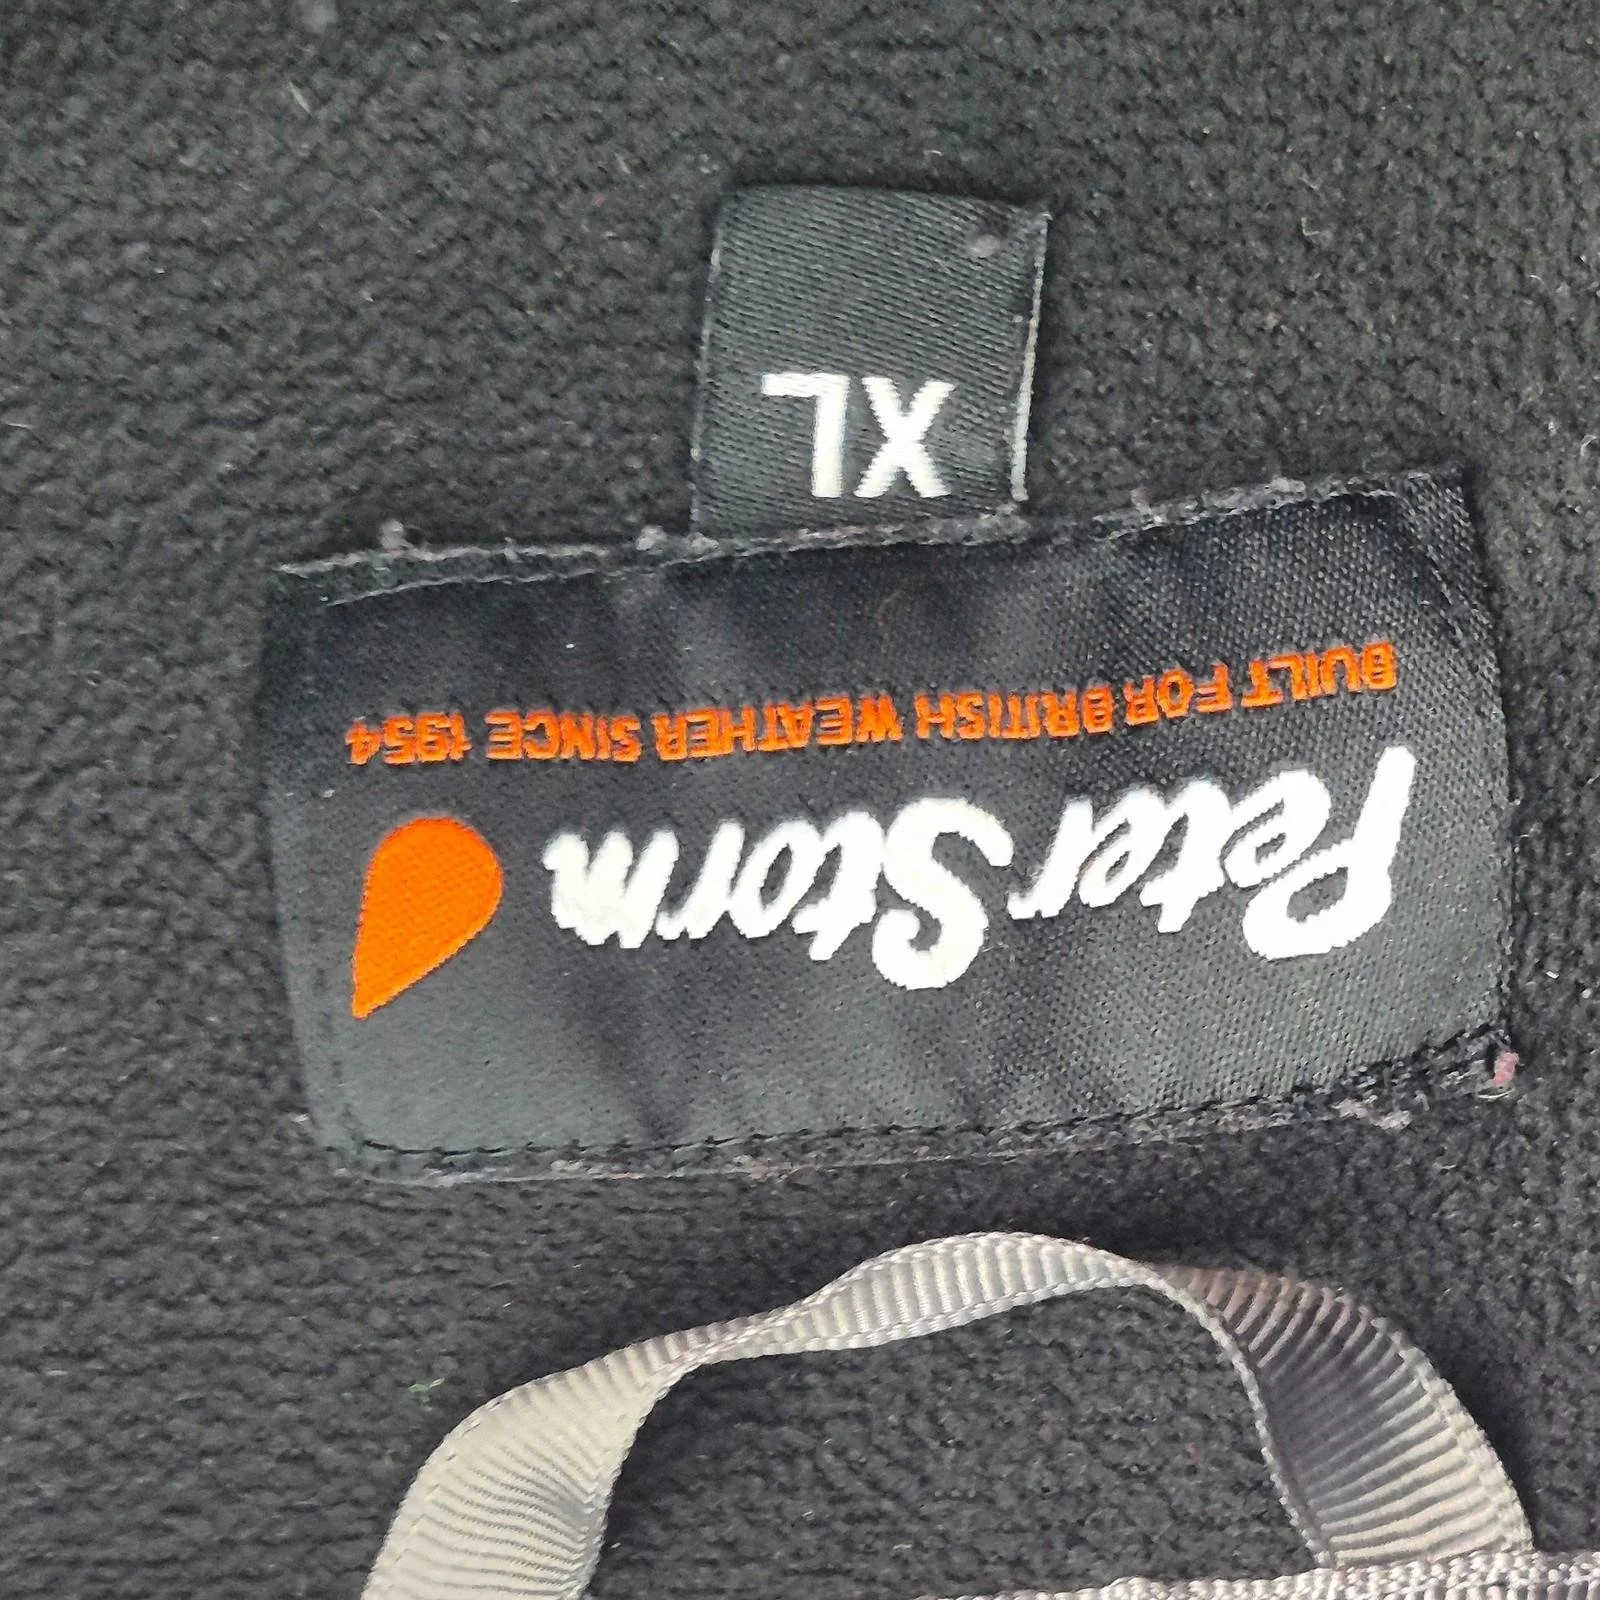 Peter Storm
BUILT FOR BRITISH WEATHER SINCE 1954
XL